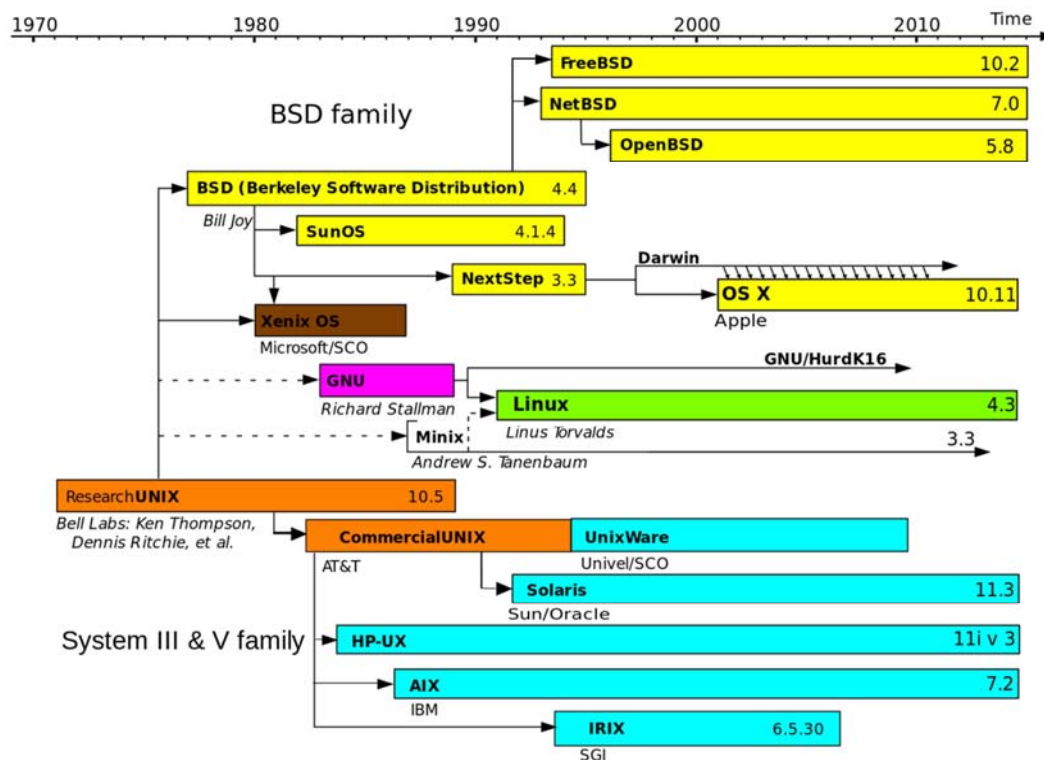 1970 1980 1990 2000 2010 Time
FreeBSD 10.2
BSD family
NetBSD 7.0
OpenBSD 5.8
BSD (Berkeley Software Distribution) 4.4
Bill Joy
SunOS 4.1.4
Darwin
NextStep 3.3
OS X 10.11
Apple
Xenix OS
Microsoft/SCO
GNU/HurdK16
GNU
Richard Stallman
Linux 4.3
Linus Torvalds
Minix 3.3
Andrew S. Tanenbaum
ResearchUNIX 10.5
Bell Labs: Ken Thompson,
Dennis Ritchie, et al.
CommercialUNIX UnixWare
AT&T Univel/SCO
Solaris 11.3
Sun/Oracle
System III & V family
HP-UX 11i v 3
AIX 7.2
IBM
IRIX 6.5.30
SGI